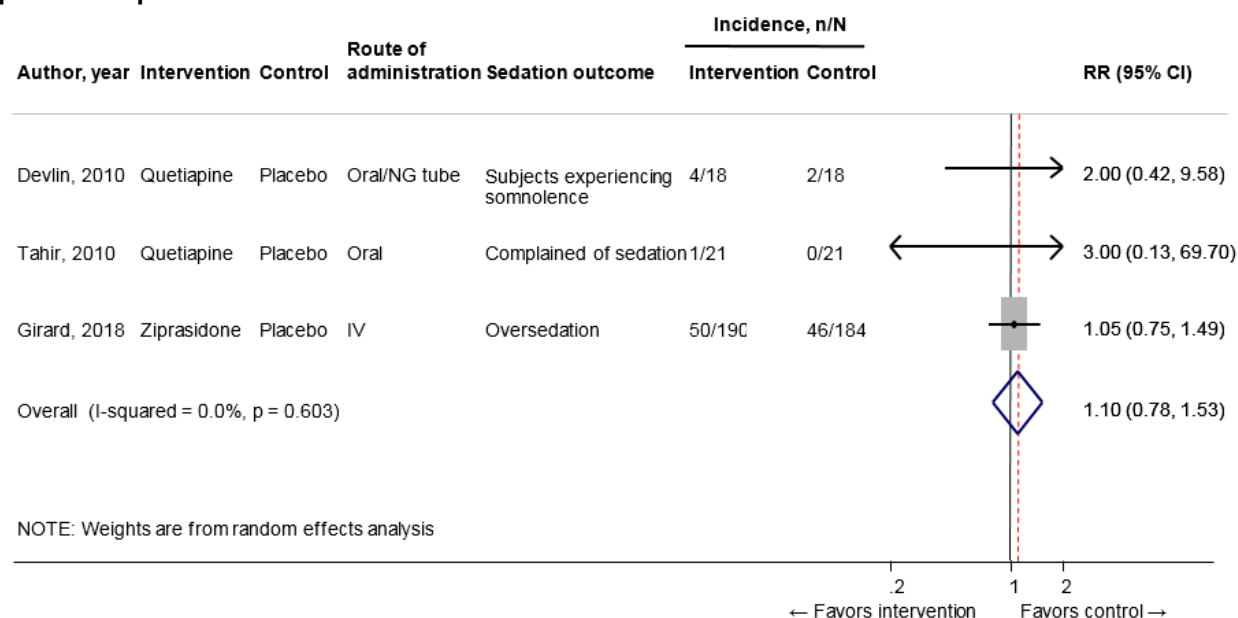 Incidence, n/N
Author, year Intervention Control Route of administration Sedation outcome Intervention Control RR (95% CI)
Devlin, 2010 Quetiapine Placebo Oral/NG tube Subjects experiencing somnolence 4/18 2/18 2.00 (0.42, 9.58)
Tahir, 2010 Quetiapine Placebo Oral Complained of sedation 1/21 0/21 3.00 (0.13, 69.70)
Girard, 2018 Ziprasidone Placebo IV Oversedation 50/190 46/184 1.05 (0.75, 1.49)
Overall (I-squared = 0.0%, p = 0.603) 1.10 (0.78, 1.53)
NOTE: Weights are from random effects analysis
.2 1 2
← Favors intervention Favors control →